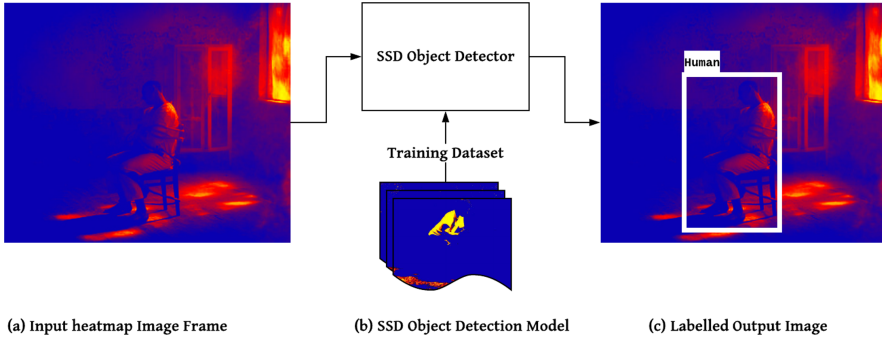 SSD Object Detector
Human
Training Dataset
(a) Input heatmap Image Frame
(b) SSD Object Detection Model
(c) Labelled Output Image